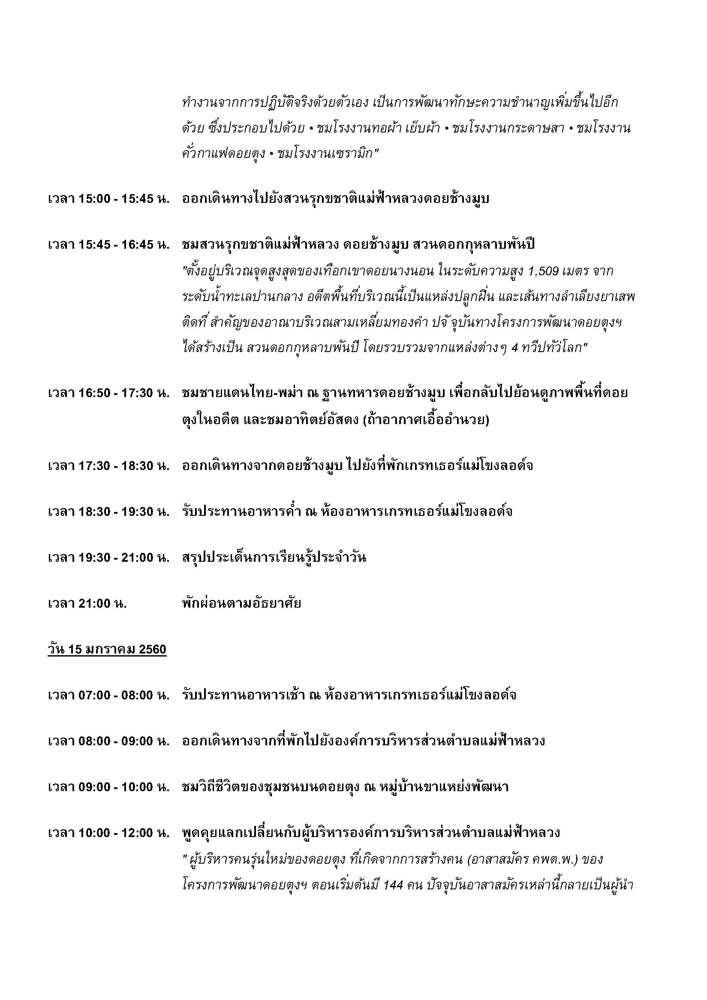 ทำงานจากการปฏิบัติจริงด้วยตัวเอง เป็นการพัฒนาทักษะความชำนาญเพิ่มขึ้นไปอีก
ด้วย ซึ่งประกอบไปด้วย • ชมโรงงานทอผ้า เย็บผ้า • ชมโรงงานกระดาษสา • ชมโรงงาน
คั่วกาแฟดอยตุง • ชมโรงงานเซรามิก"
เวลา 15:00 - 15:45 น. ออกเดินทางไปยังสวนรุกขชาติแม่ฟ้าหลวงดอยช้างมูบ
เวลา 15:45 - 16:45 น. ชมสวนรุกขชาติแม่ฟ้าหลวง ดอยช้างมูบ สวนดอกกุหลาบพันปี
"ตั้งอยู่บริเวณจุดสูงสุดของเทือกเขาดอยนางนอน ในระดับความสูง 1,509 เมตร จาก
ระดับน้ำทะเลปานกลาง อดีตพื้นที่บริเวณนี้เป็นแหล่งปลูกฝิ่น และเส้นทางลำเลียงยาเสพ
ติดที่ สำคัญของอาณาบริเวณสามเหลี่ยมทองคำ ปจั จุบันทางโครงการพัฒนาดอยตุงฯ
ได้สร้างเป็น สวนดอกกุหลาบพันปี โดยรวบรวมจากแหล่งต่างๆ 4 ทวีปทั่วโลก"
เวลา 16:50 - 17:30 น. ชมชายแดนไทย-พม่า ณ ฐานทหารดอยช้างมูบ เพื่อกลับไปย้อนดูภาพพื้นที่ดอย
ตุงในอดีต และชมอาทิตย์อัสดง (ถ้าอากาศเอื้ออำนวย)
เวลา 17:30 - 18:30 น. ออกเดินทางจากดอยช้างมูบ ไปยังที่พักเกรทเธอร์แม่โขงลอด์จ
เวลา 18:30 - 19:30 น. รับประทานอาหารค่ำ ณ ห้องอาหารเกรทเธอร์แม่โขงลอด์จ
เวลา 19:30 - 21:00 น. สรุปประเด็นการเรียนรู้ประจำวัน
เวลา 21:00 น. พักผ่อนตามอัธยาศัย
วัน 15 มกราคม 2560
เวลา 07:00 - 08:00 น. รับประทานอาหารเช้า ณ ห้องอาหารเกรทเธอร์แม่โขงลอด์จ
เวลา 08:00 - 09:00 น. ออกเดินทางจากที่พักไปยังองค์การบริหารส่วนตำบลแม่ฟ้าหลวง
เวลา 09:00 - 10:00 น. ชมวิถีชีวิตของชุมชนบนดอยตุง ณ หมู่บ้านขาแหย่งพัฒนา
เวลา 10:00 - 12:00 น. พูดคุยแลกเปลี่ยนกับผู้บริหารองค์การบริหารส่วนตำบลแม่ฟ้าหลวง
" ผู้บริหารคนรุ่นใหม่ของดอยตุง ที่เกิดจากการสร้างคน (อาสาสมัคร คพต.พ.) ของ
โครงการพัฒนาดอยตุงฯ ตอนเริ่มต้นมี 144 คน ปัจจุบันอาสาสมัครเหล่านี้กลายเป็นผู้นำ